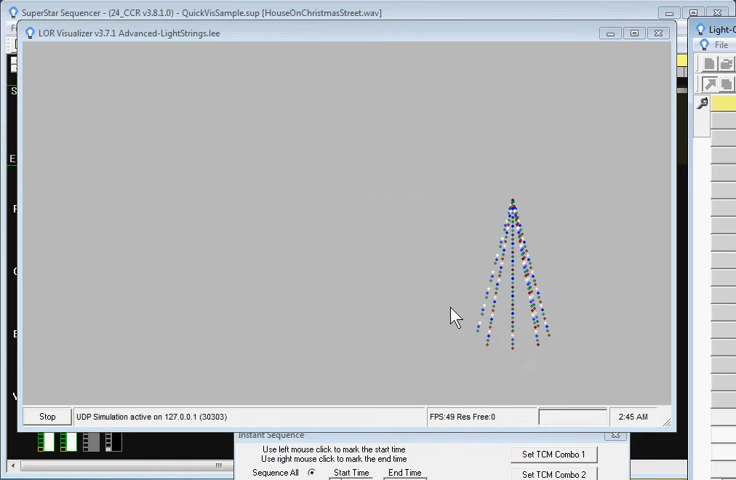 SuperStar Sequencer - (24_CCR v3.8.1.0) - QuickVisSample.sup [HouseOnChristmasStreet.wav]
LOR Visualizer v3.7.1 Advanced-LightStrings.lee
File
Stop
UDP Simulation active on 127.0.0.1 (30303)
FPS:49 Res Free:0
2:45 AM
Instant Sequence
Use left mouse click to mark the start time
Use right mouse click to mark the end time
Sequence All
Start Time
End Time
Set TCM Combo 1
Set TCM Combo 2